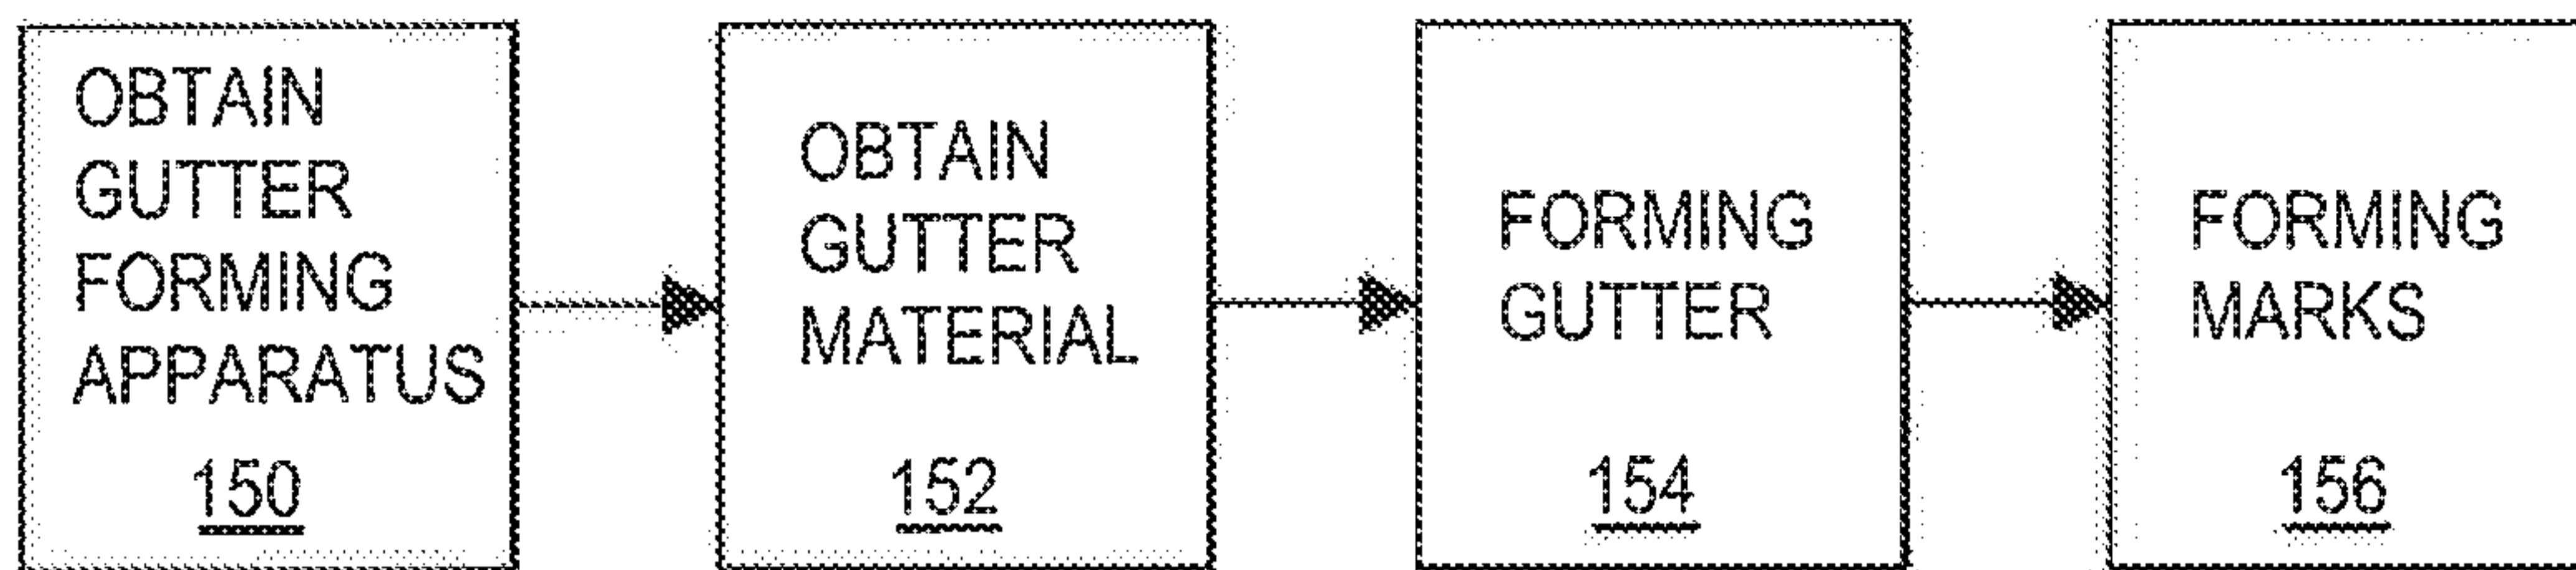 OBTAIN
GUTTER
FORMING
APPARATUS
150
OBTAIN
GUTTER
MATERIAL
152
FORMING
GUTTER
154
FORMING
MARKS
156